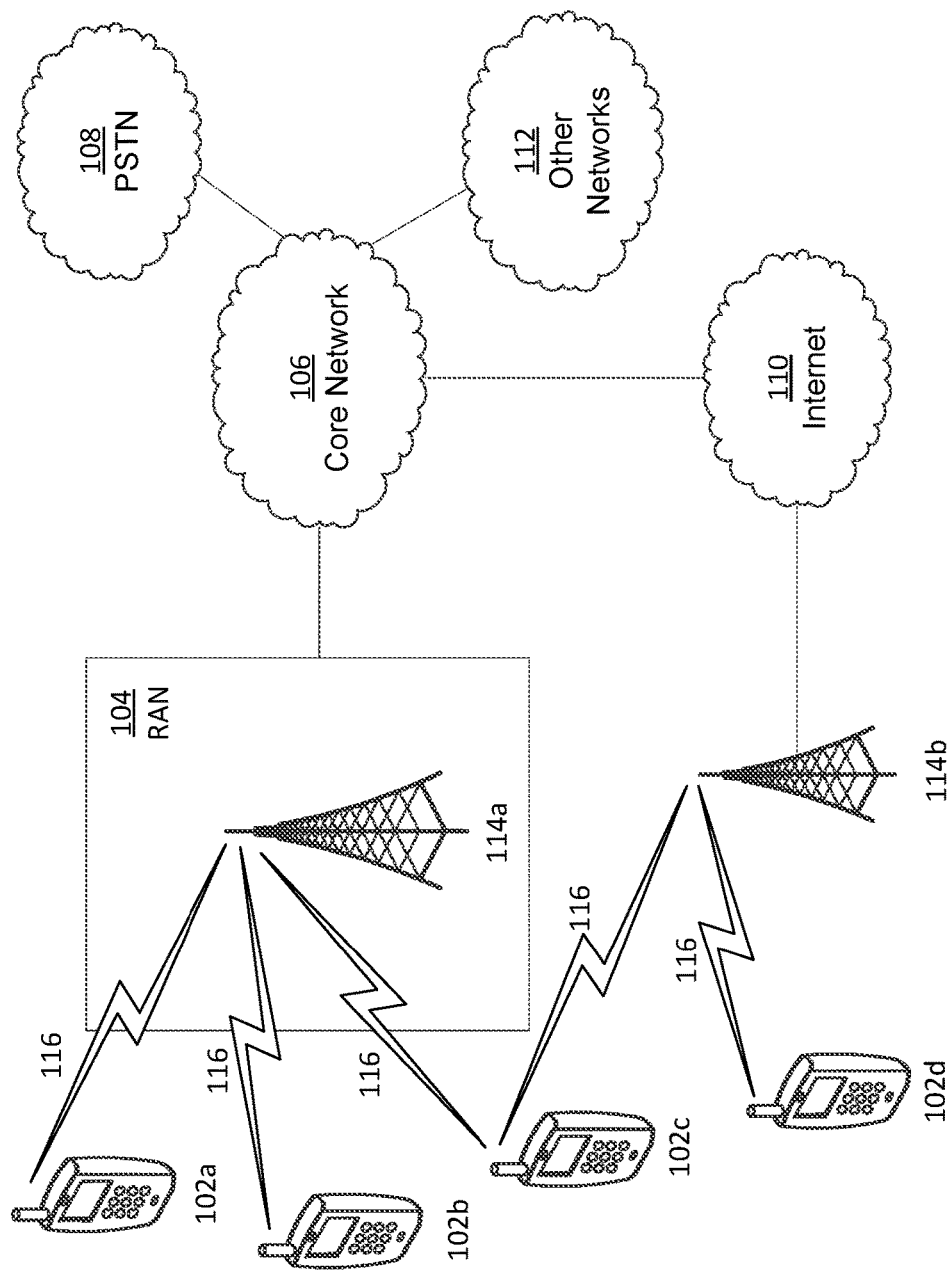 116
102a
116
102b
116
102c
116
116
102d
104
RAN
114a
114b
106
Core Network
108
PSTN
112
Other
Networks
110
Internet